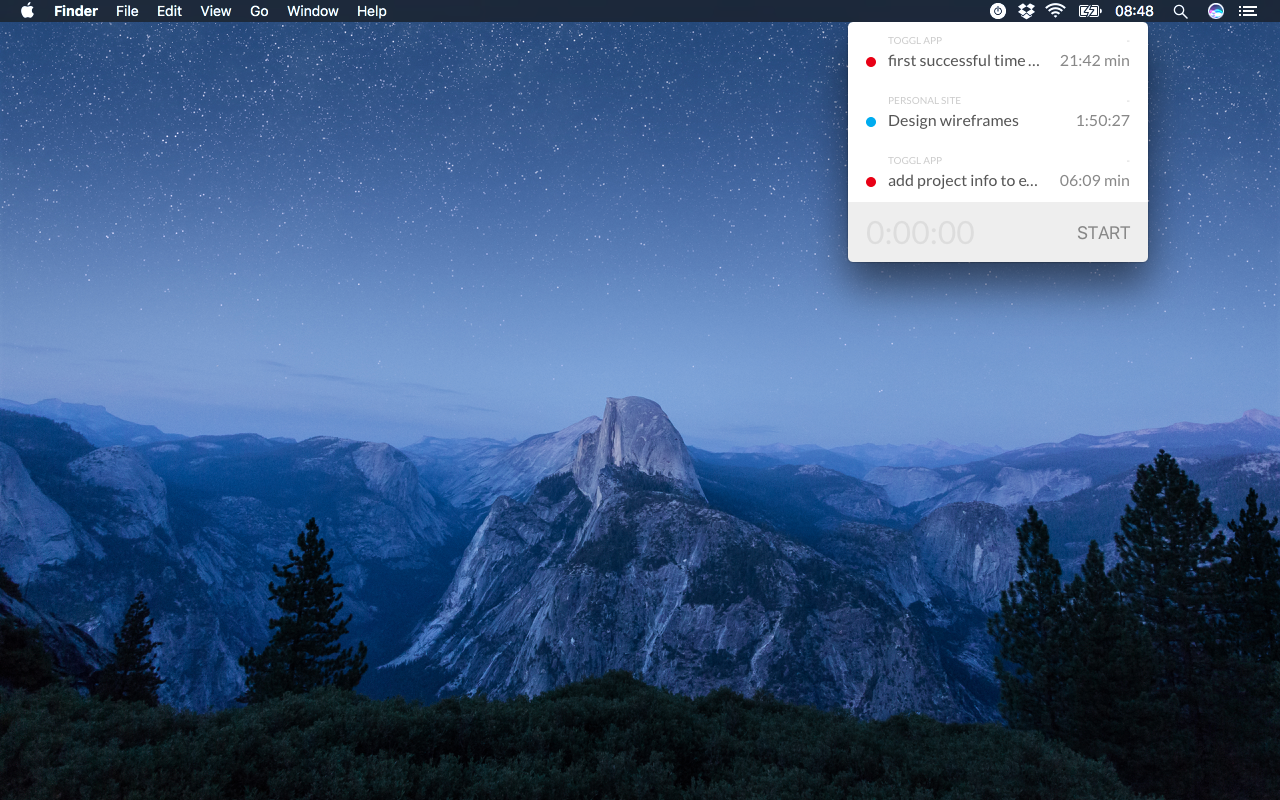 Finder File Edit View Go Window Help 08:48
TOGGL APP
first successful time ... 21:42 min
PERSONAL SITE
Design wireframes 1:50:27
TOGGL APP
add project info to e... 06:09 min
0:00:00 START